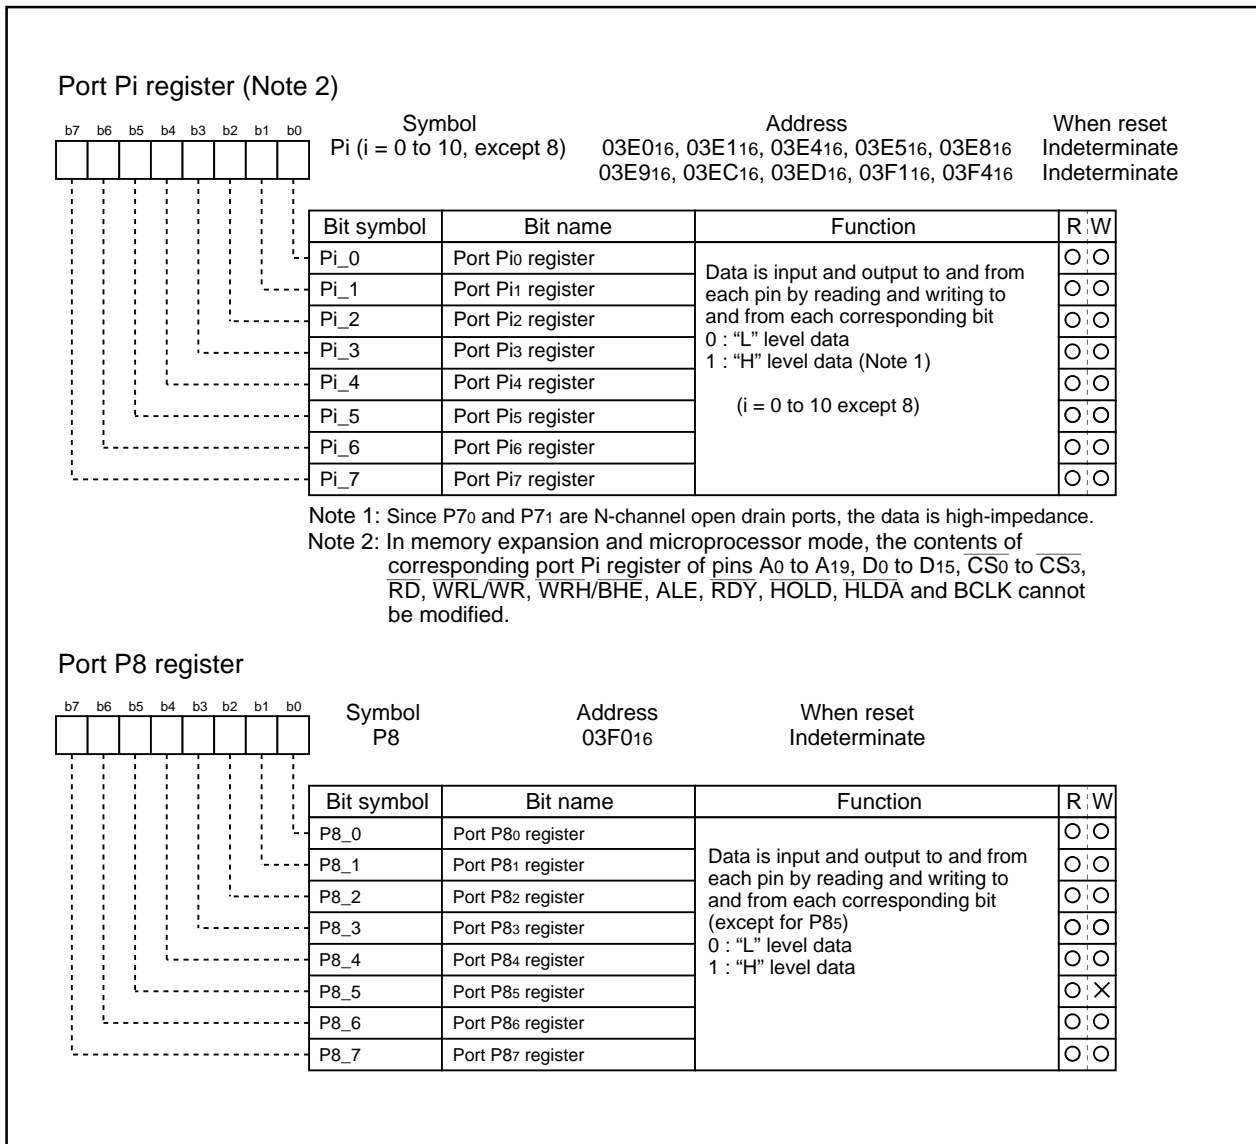 Port Pi register (Note 2)
b7 b6 b5 b4 b3 b2 b1 b0
Symbol Address When reset
Pi (i = 0 to 10, except 8) 03E016, 03E116, 03E416, 03E516, 03E816 Indeterminate
03E916, 03EC16, 03ED16, 03F116, 03F416 Indeterminate
Bit symbol Bit name Function R W
Pi_0 Port Pi0 register
Pi_1 Port Pi1 register
Pi_2 Port Pi2 register
Pi_3 Port Pi3 register
Pi_4 Port Pi4 register
Pi_5 Port Pi5 register
Pi_6 Port Pi6 register
Pi_7 Port Pi7 register
Data is input and output to and from
each pin by reading and writing to
and from each corresponding bit
0 : “L” level data
1 : “H” level data (Note 1)
(i = 0 to 10 except 8)
Note 1: Since P70 and P71 are N-channel open drain ports, the data is high-impedance.
Note 2: In memory expansion and microprocessor mode, the contents of
corresponding port Pi register of pins A0 to A19, D0 to D15, CS0 to CS3,
RD, WRL/WR, WRH/BHE, ALE, RDY, HOLD, HLDA and BCLK cannot
be modified.
Port P8 register
b7 b6 b5 b4 b3 b2 b1 b0
Symbol Address When reset
P8 03F016 Indeterminate
Bit symbol Bit name Function R W
P8_0 Port P80 register
P8_1 Port P81 register
P8_2 Port P82 register
P8_3 Port P83 register
P8_4 Port P84 register
P8_5 Port P85 register
P8_6 Port P86 register
P8_7 Port P87 register
Data is input and output to and from
each pin by reading and writing to
and from each corresponding bit
(except for P85)
0 : “L” level data
1 : “H” level data